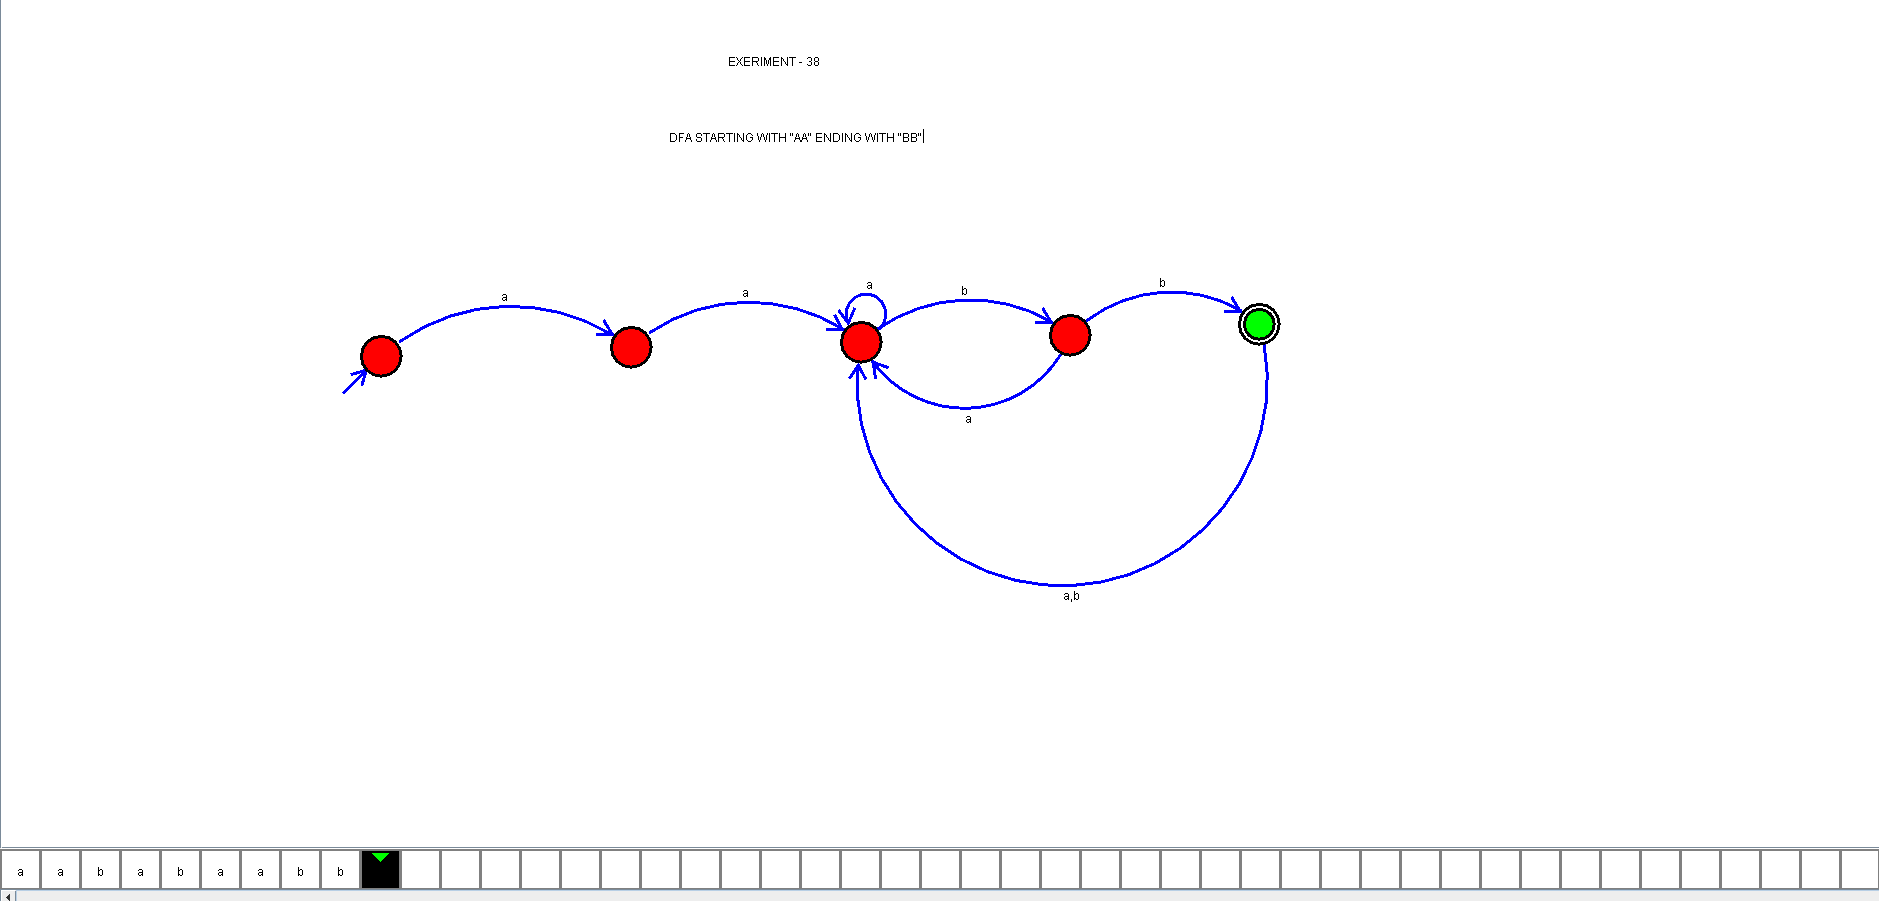 EXERIMENT - 38
DFA STARTING WITH "AA" ENDING WITH "BB"
a
a
a
b
b
a
a,b
a a b a b a a b b